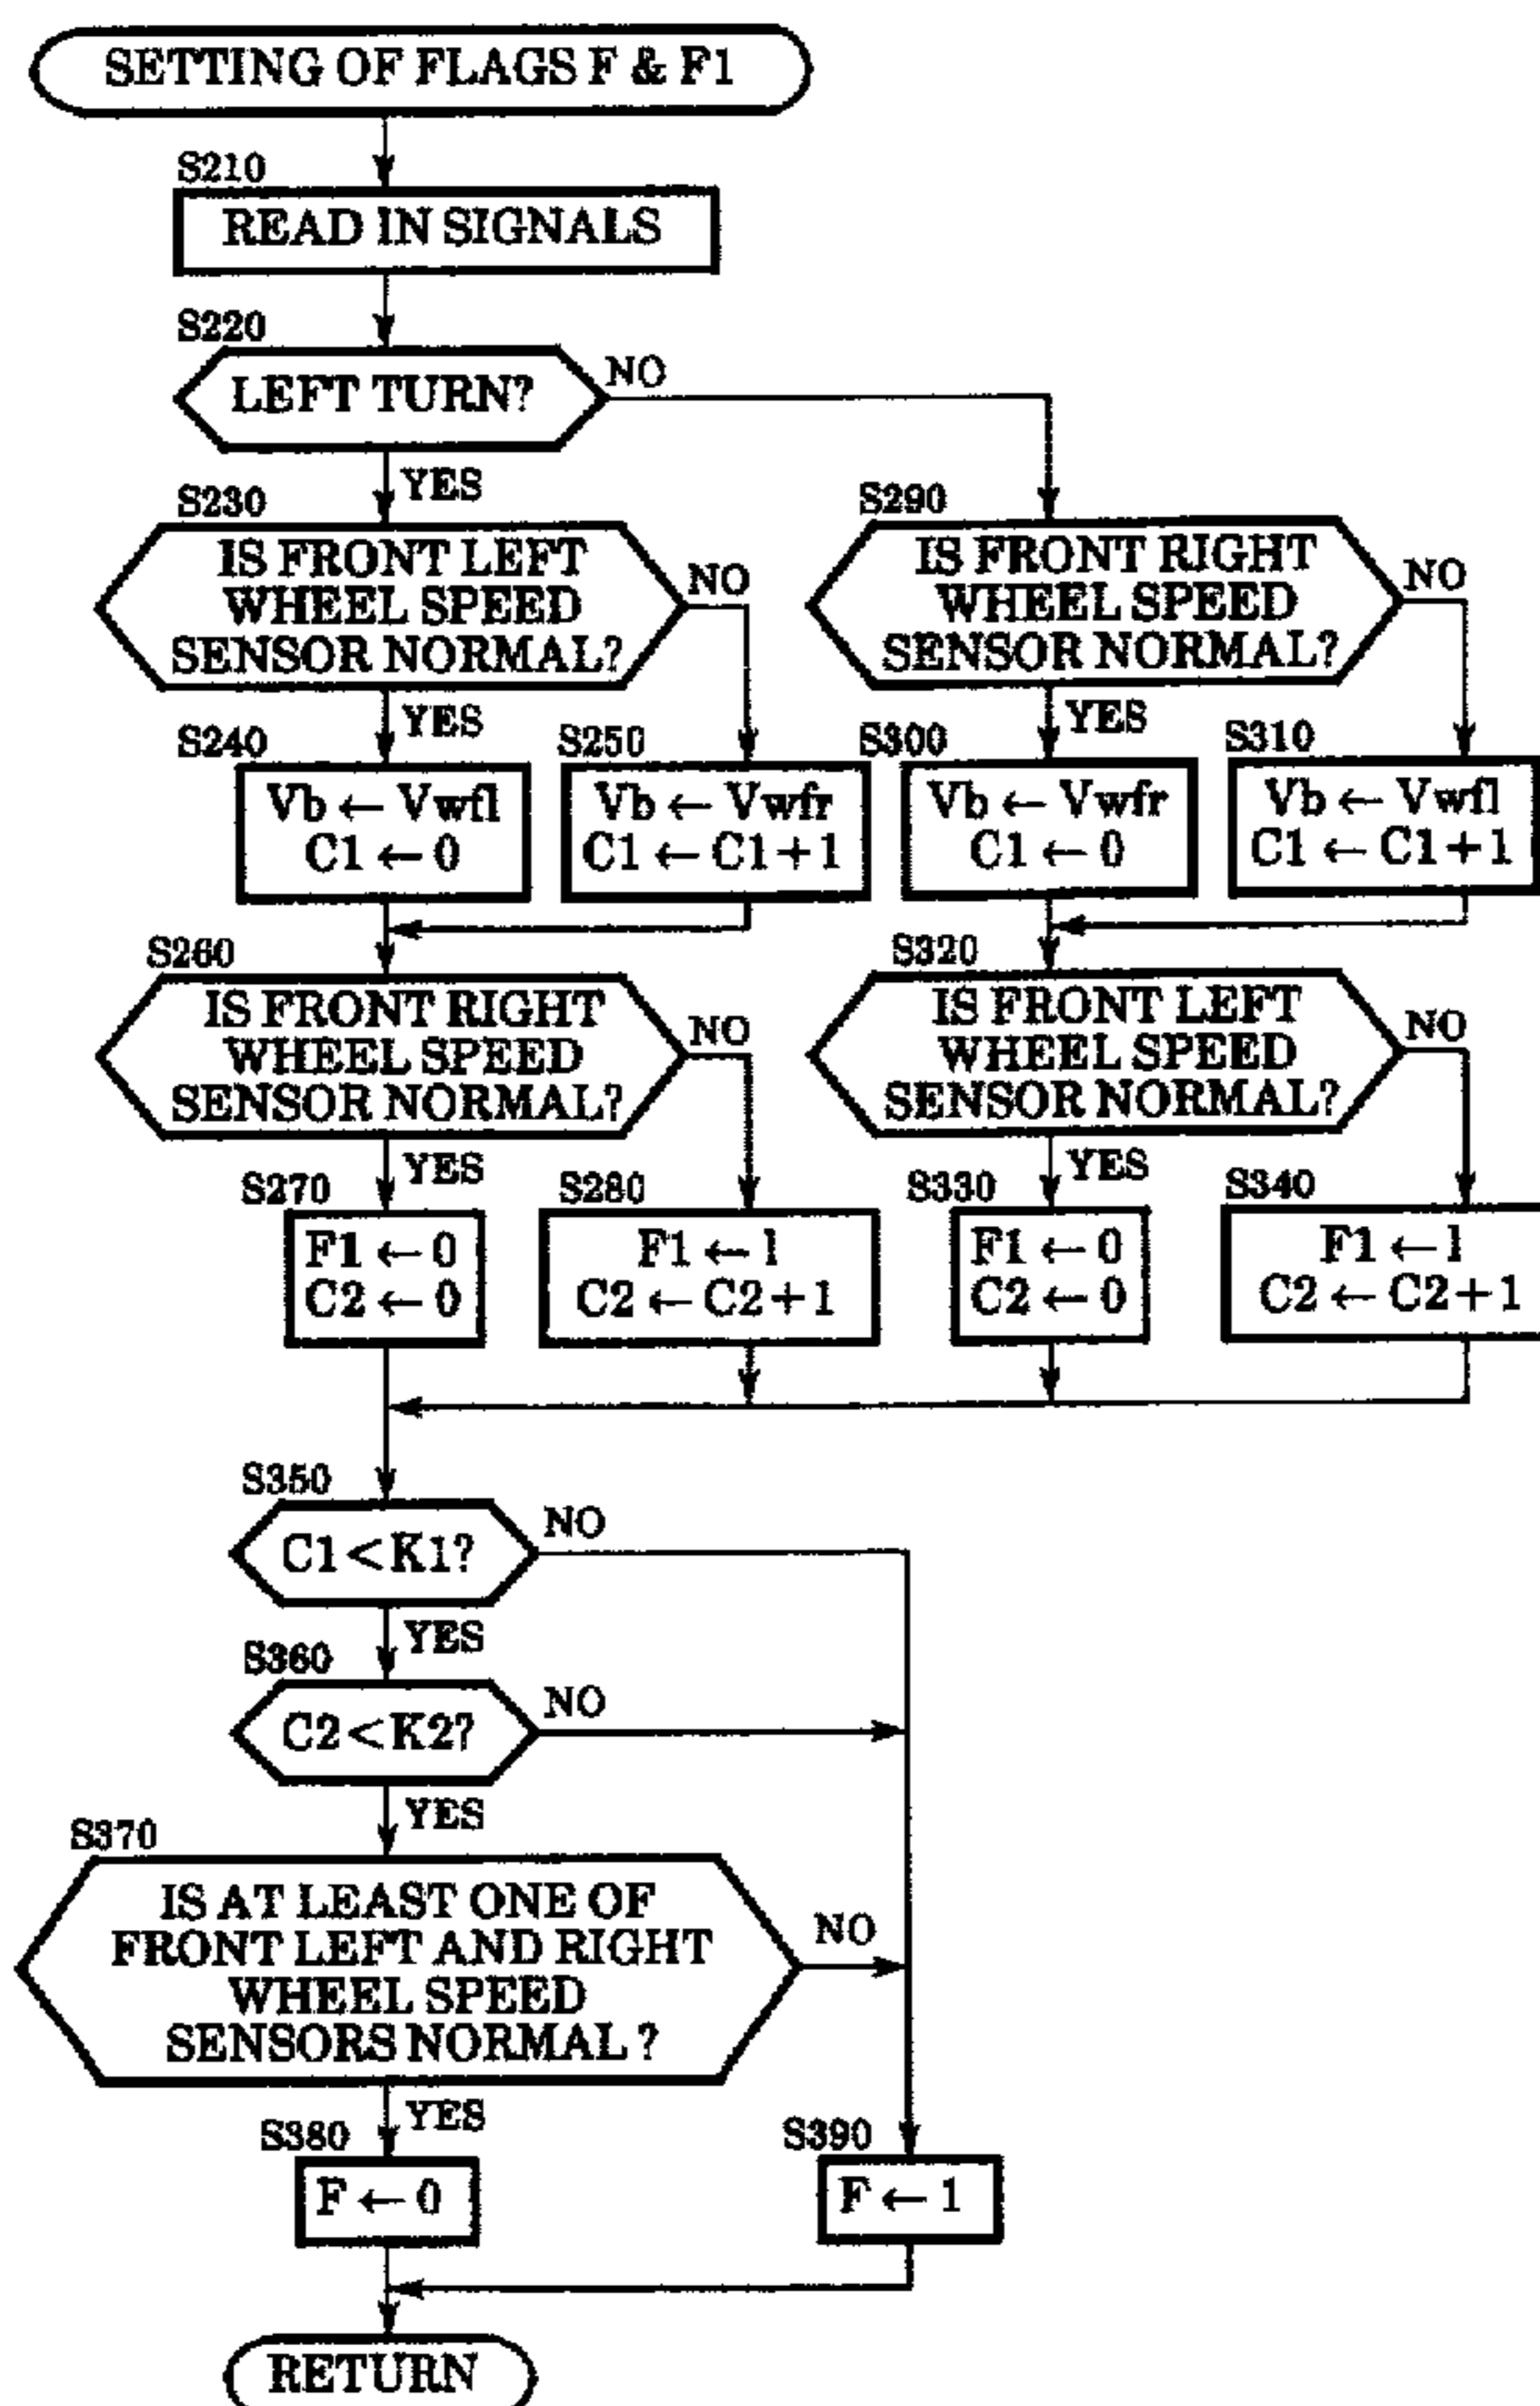 SETTING OF FLAGS F & F1
S210
READ IN SIGNALS
S220
LEFT TURN?
NO
YES
S230
IS FRONT LEFT
WHEEL SPEED
SENSOR NORMAL?
NO
S290
IS FRONT RIGHT
WHEEL SPEED
SENSOR NORMAL?
NO
YES
S240
Vb ← Vwfl
C1 ← 0
S250
Vb ← Vwfr
C1 ← C1+1
YES
S300
Vb ← Vwfr
C1 ← 0
S310
Vb ← Vwfl
C1 ← C1+1
S260
IS FRONT RIGHT
WHEEL SPEED
SENSOR NORMAL?
NO
S320
IS FRONT LEFT
WHEEL SPEED
SENSOR NORMAL?
NO
YES
S270
F1 ← 0
C2 ← 0
S280
F1 ← 1
C2 ← C2+1
YES
S330
F1 ← 0
C2 ← 0
S340
F1 ← 1
C2 ← C2+1
S350
C1<K1?
NO
YES
S360
C2<K2?
NO
YES
S370
IS AT LEAST ONE OF
FRONT LEFT AND RIGHT
WHEEL SPEED
SENSORS NORMAL ?
NO
YES
S380
F ← 0
S390
F ← 1
RETURN